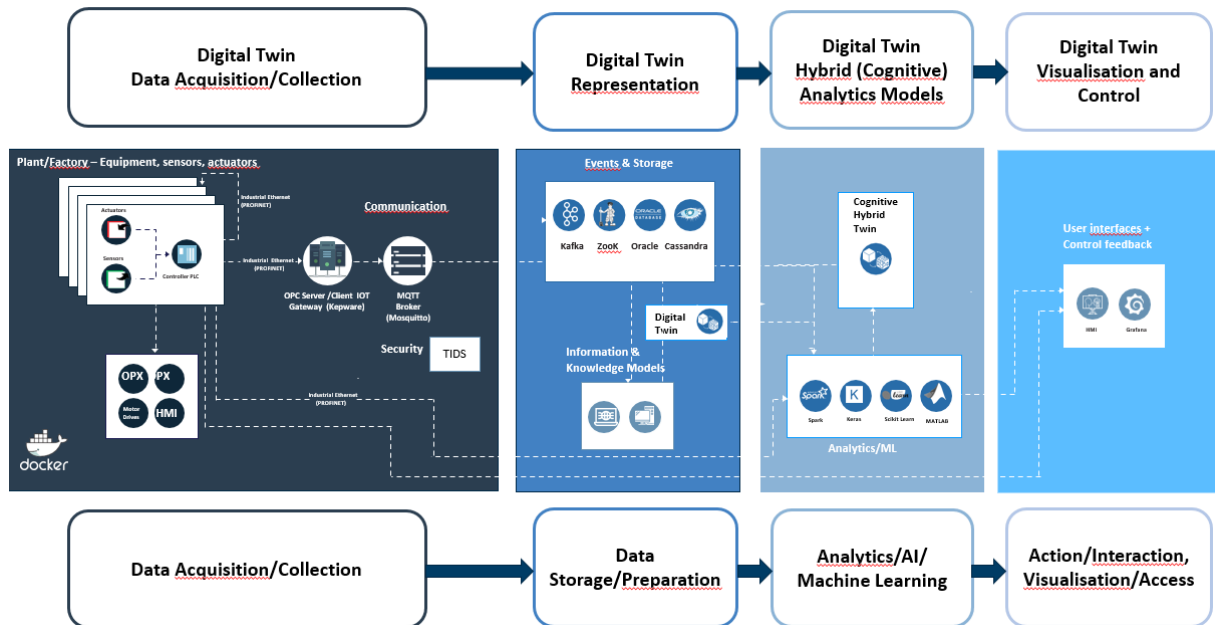 Digital Twin
Data Acquisition/Collection
Digital Twin
Representation
Digital Twin
Hybrid (Cognitive)
Analytics Models
Digital Twin
Visualisation and
Control
Plant/Factory – Equipment, sensors, actuators
Actuators
Sensors
Controller PLC
Industrial Ethernet
(PROFINET)
Communication
Industrial Ethernet
(PROFINET)
OPC Server /Client IOT
Gateway (Kepware)
MQTT
Broker
(Mosquitto)
Security
TIDS
OPX
PX
Motor
Drives
HMI
Industrial Ethernet
(PROFINET)
docker
Events & Storage
ORACLE
DATABASE
Kafka
ZooK
Oracle
Cassandra
Digital
Twin
Information &
Knowledge Models
Cognitive
Hybrid
Twin
Spark
K
learn
Spark
Keras
Scikit Learn
MATLAB
Analytics/ML
User interfaces +
Control feedback
HMI
Grafana
Data Acquisition/Collection
Data
Storage/Preparation
Analytics/AI/
Machine Learning
Action/Interaction,
Visualisation/Access